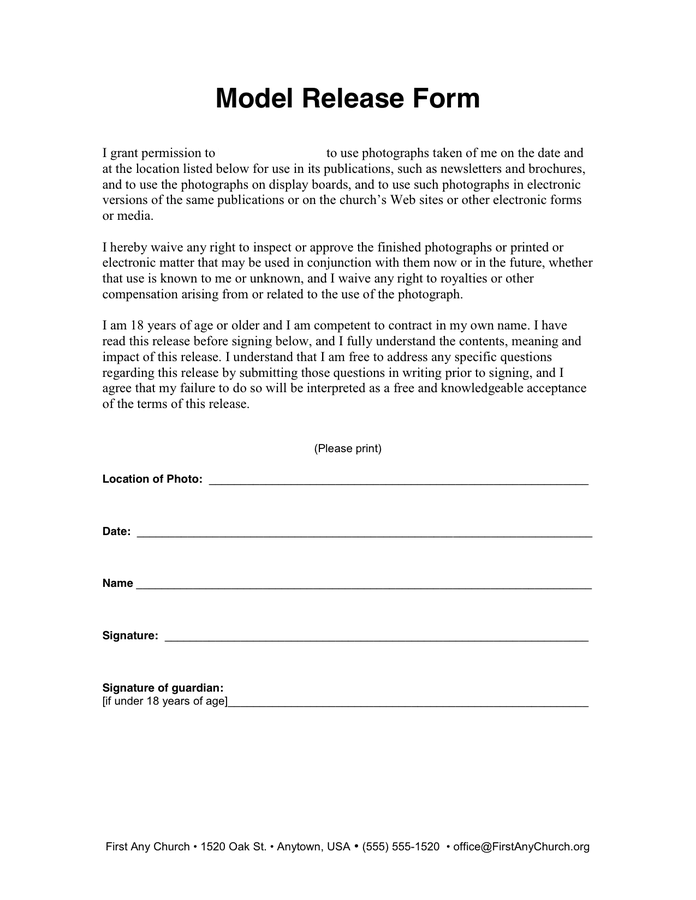 Model Release Form
I grant permission to to use photographs taken of me on the date and
at the location listed below for use in its publications, such as newsletters and brochures,
and to use the photographs on display boards, and to use such photographs in electronic
versions of the same publications or on the church's Web sites or other electronic forms
or media.
I hereby waive any right to inspect or approve the finished photographs or printed or
electronic matter that may be used in conjunction with them now or in the future, whether
that use is known to me or unknown, and I waive any right to royalties or other
compensation arising from or related to the use of the photograph.
I am 18 years of age or older and I am competent to contract in my own name. I have
read this release before signing below, and I fully understand the contents, meaning and
impact of this release. I understand that I am free to address any specific questions
regarding this release by submitting those questions in writing prior to signing, and I
agree that my failure to do so will be interpreted as a free and knowledgeable acceptance
of the terms of this release.
(Please print)
Location of Photo: ____________________
Date: ____________________
Name ____________________
Signature: ____________________
Signature of guardian:
[if under 18 years of age]____________________
First Any Church • 1520 Oak St. • Anytown, USA • (555) 555-1520 • office@FirstAnyChurch.org